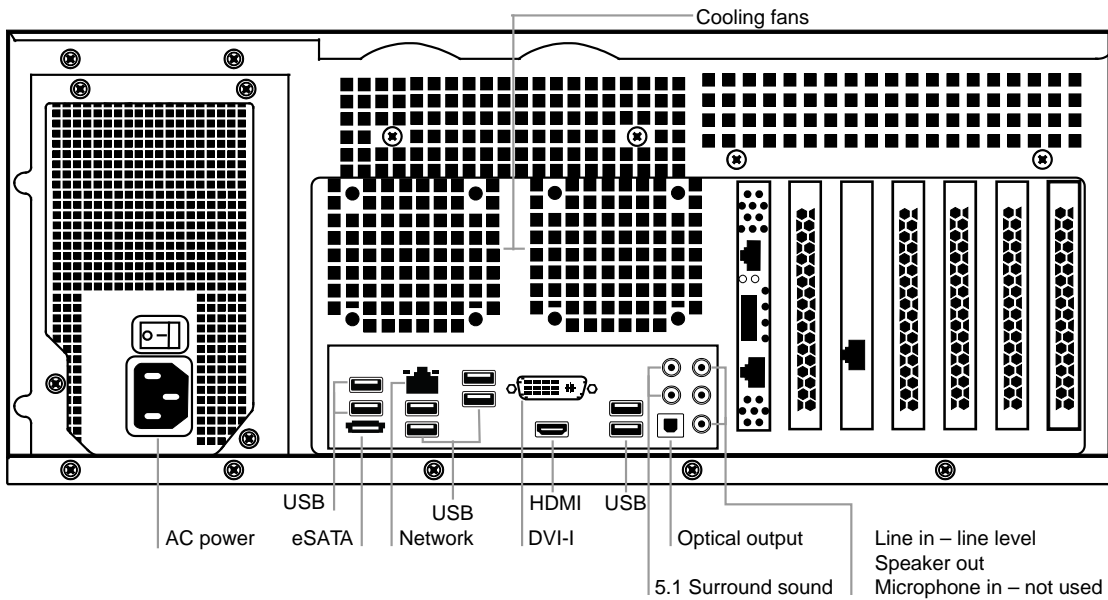 Cooling fans
USB
USB
HDMI
USB
AC power
eSATA
Network
DVI-I
Optical output
Line in – line level
Speaker out
5.1 Surround sound
Microphone in – not used